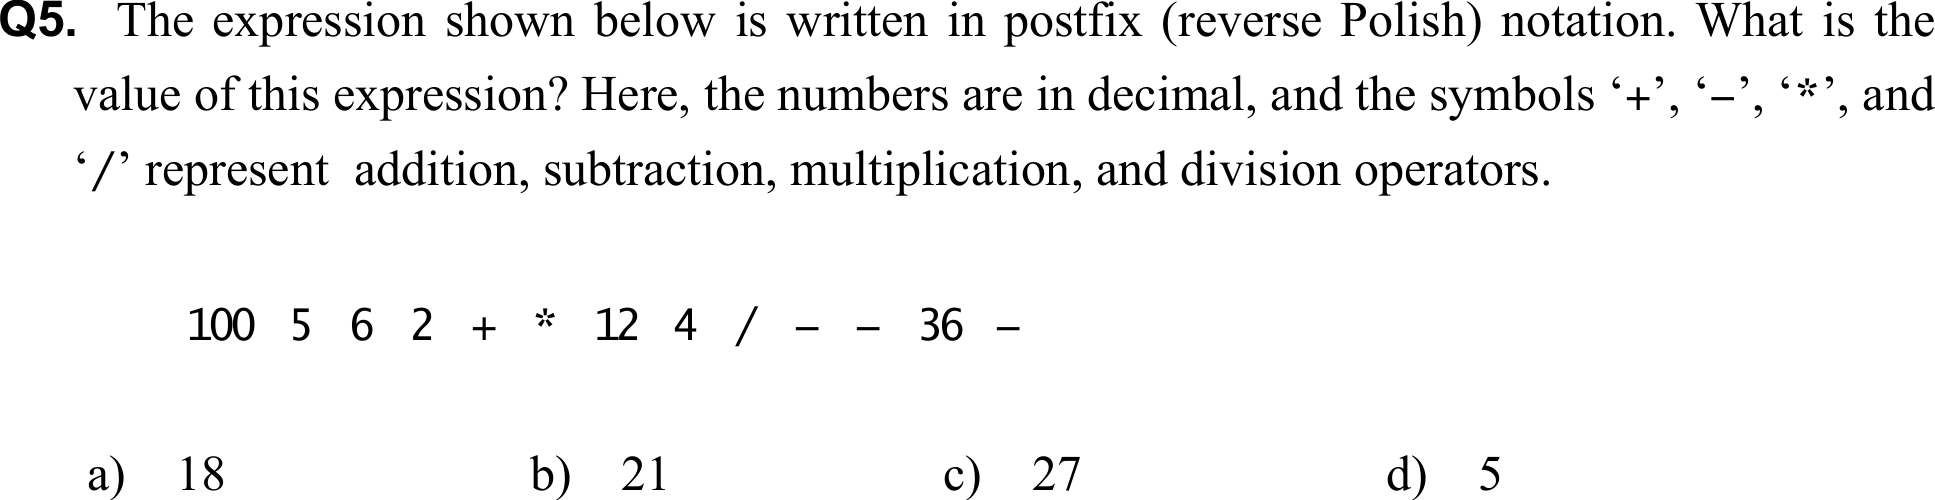 Q5. The expression shown below is written in postfix (reverse Polish) notation. What is the
value of this expression? Here, the numbers are in decimal, and the symbols ‘+’, ‘−’, ‘*’, and
‘/’ represent addition, subtraction, multiplication, and division operators.
100 5 6 2 + * 12 4 / − − 36 −
a) 18 b) 21 c) 27 d) 5